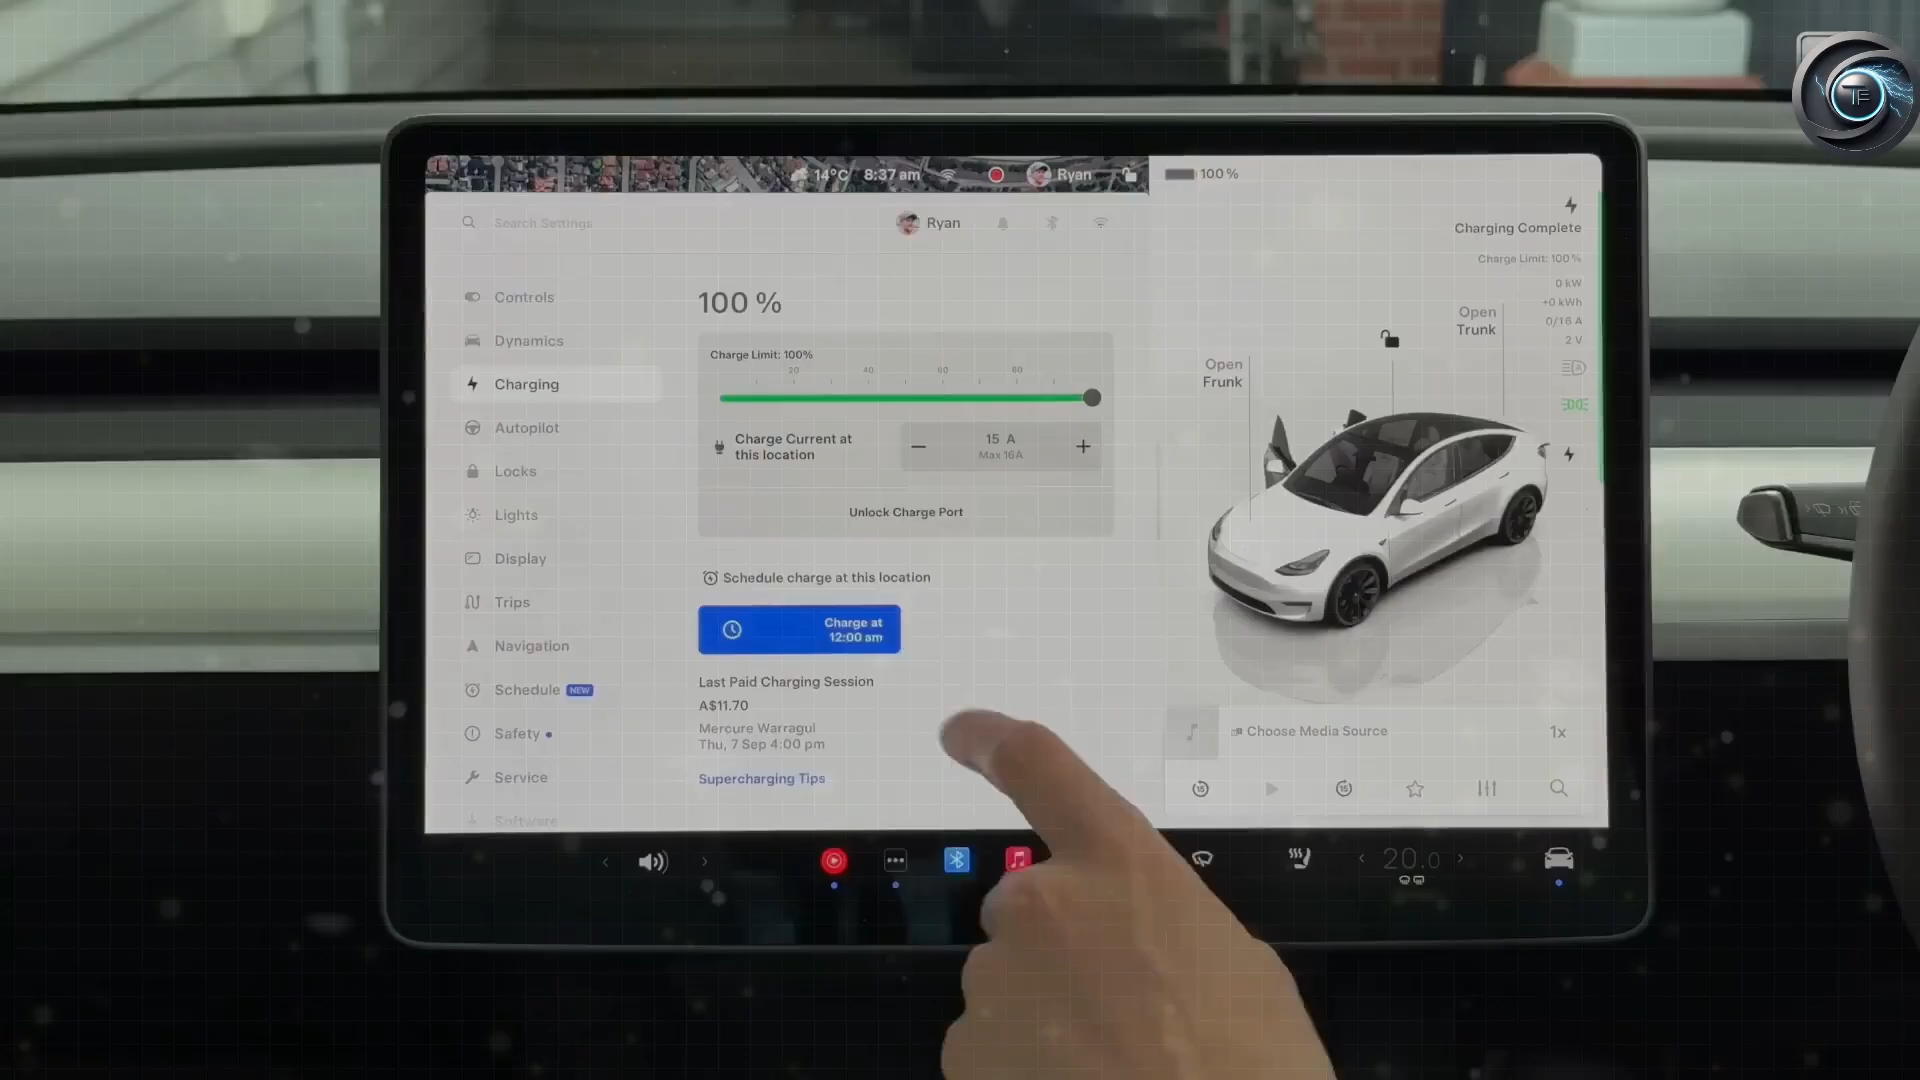 14°C 8:37 am Ryan
100 %
Search Settings
Ryan
Controls
Dynamics
Charging
Autopilot
Locks
Lights
Display
Trips
Navigation
Schedule NEW
Safety
Service
Software
100 %
Charge Limit: 100%
20 40 60 80
Charge Current at
this location
15 A
Max 16A
Unlock Charge Port
Schedule charge at this location
Charge at
12:00 am
Last Paid Charging Session
A$11.70
Mercure Warragul
Thu, 7 Sep 4:00 pm
Supercharging Tips
Charging Complete
Charge Limit: 100%
0 kW
+0 kWh
0/16 A
2 V
Open
Trunk
Open
Frunk
Choose Media Source
1x
15
15
20.0
TE